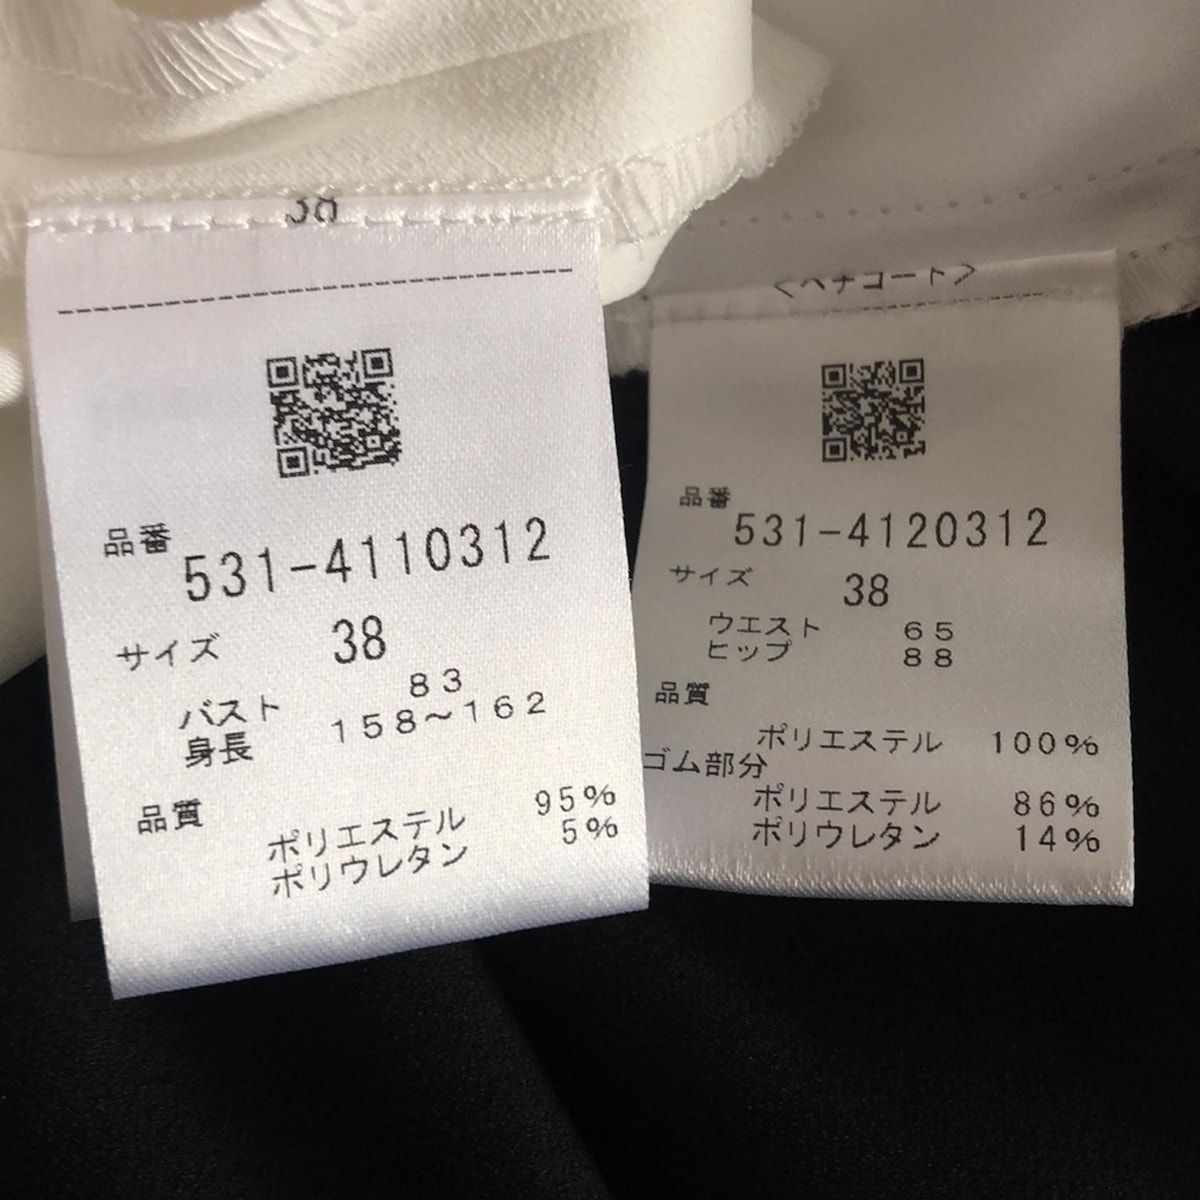 38
品番
531-4110312
サイズ 38
バスト 83
身長 158～162
品質
ポリエステル 95%
ポリウレタン 5%
<ペチコート>
品番
531-4120312
サイズ 38
ウエスト 65
ヒップ 88
品質
ポリエステル 100%
ゴム部分
ポリエステル 86%
ポリウレタン 14%